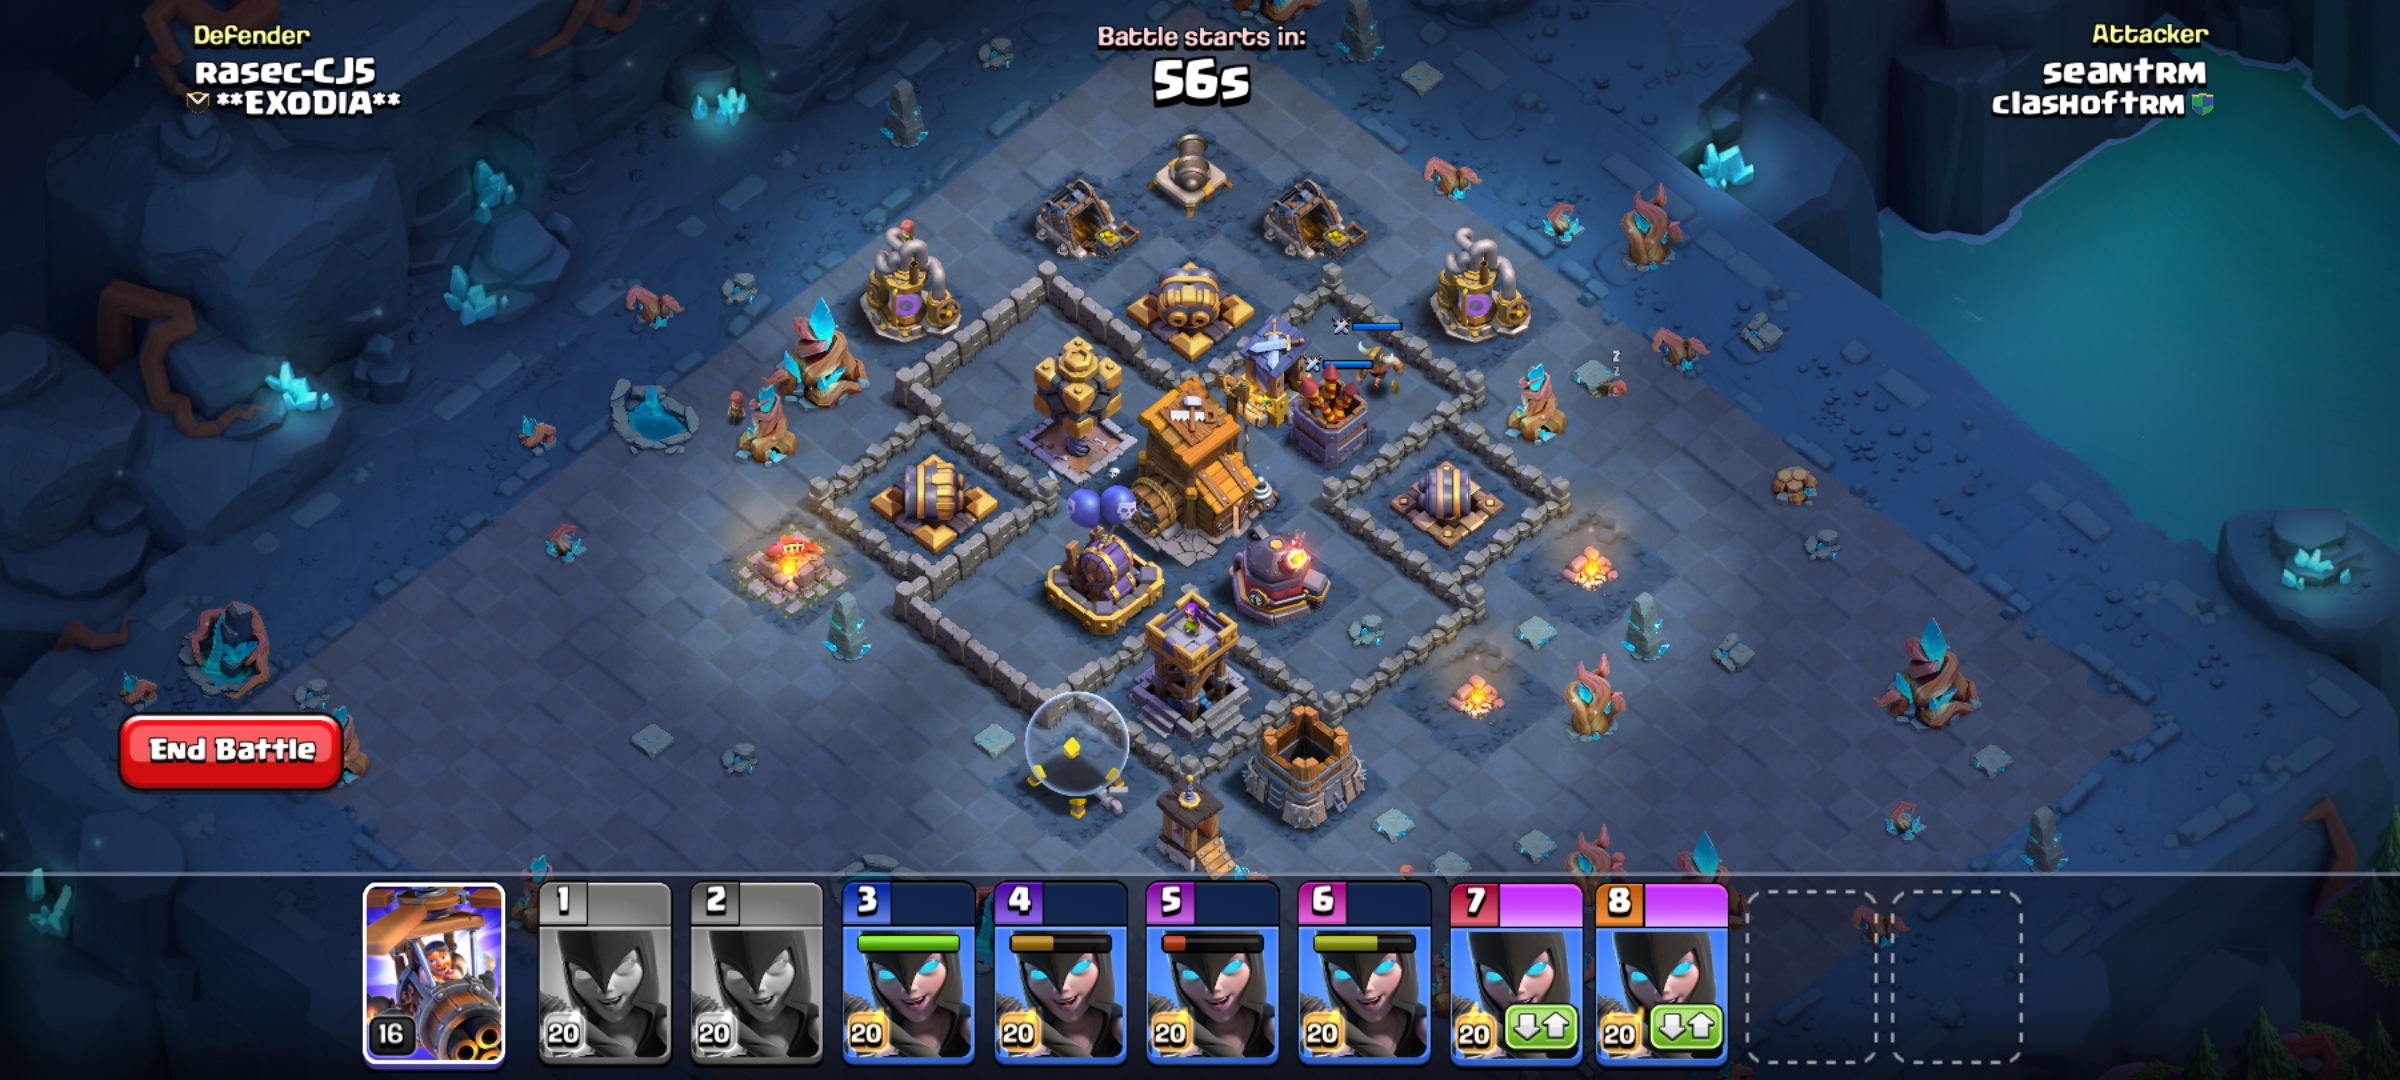 Defender
Rasec-CJS
**EXODIA**
Battle starts in:
56s
Attacker
seantRM
clashoftRM
z
z
End Battle
16
1
20
2
20
3
20
4
20
5
20
6
20
7
20
8
20